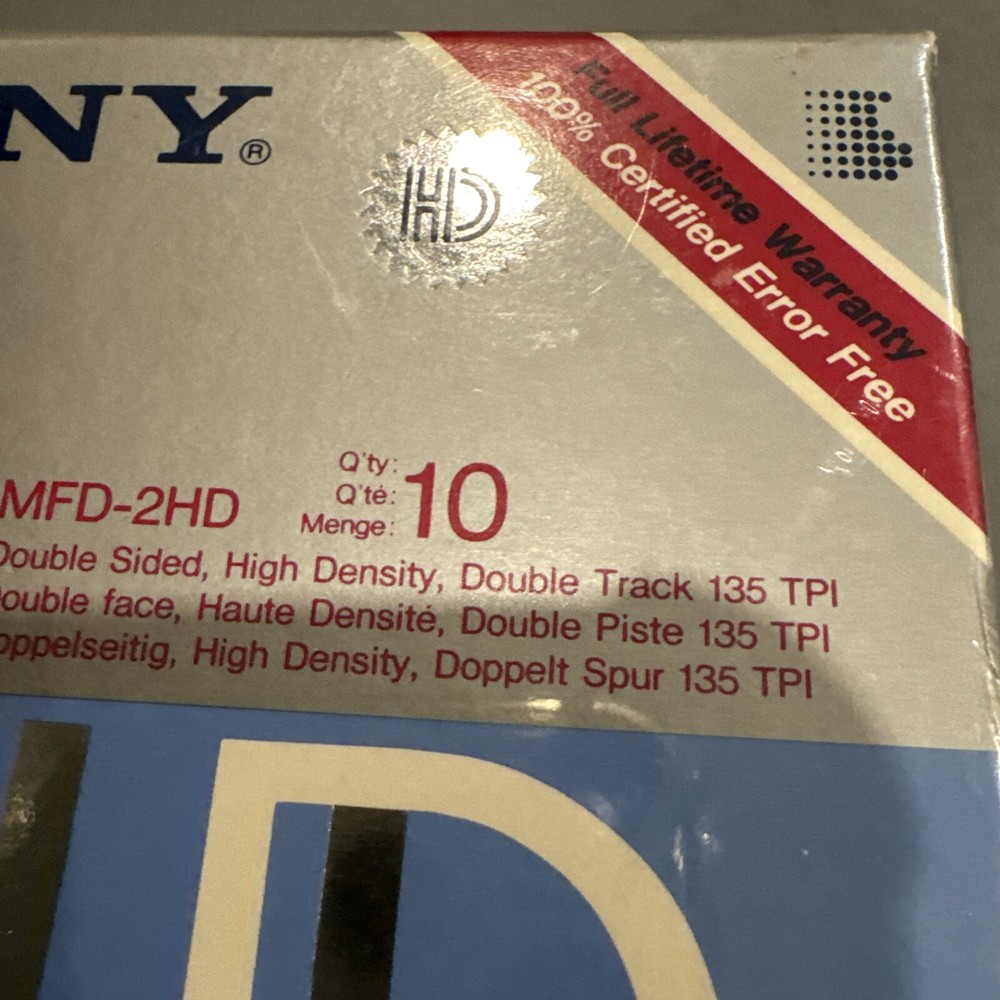 NY®
HD
Full Lifetime Warranty
100% Certified Error Free
MFD-2HD
Q'ty:
Q'té:
Menge:
10
Double Sided, High Density, Double Track 135 TPI
ouble face, Haute Densité, Double Piste 135 TPI
oppelseitig, High Density, Doppelt Spur 135 TPI